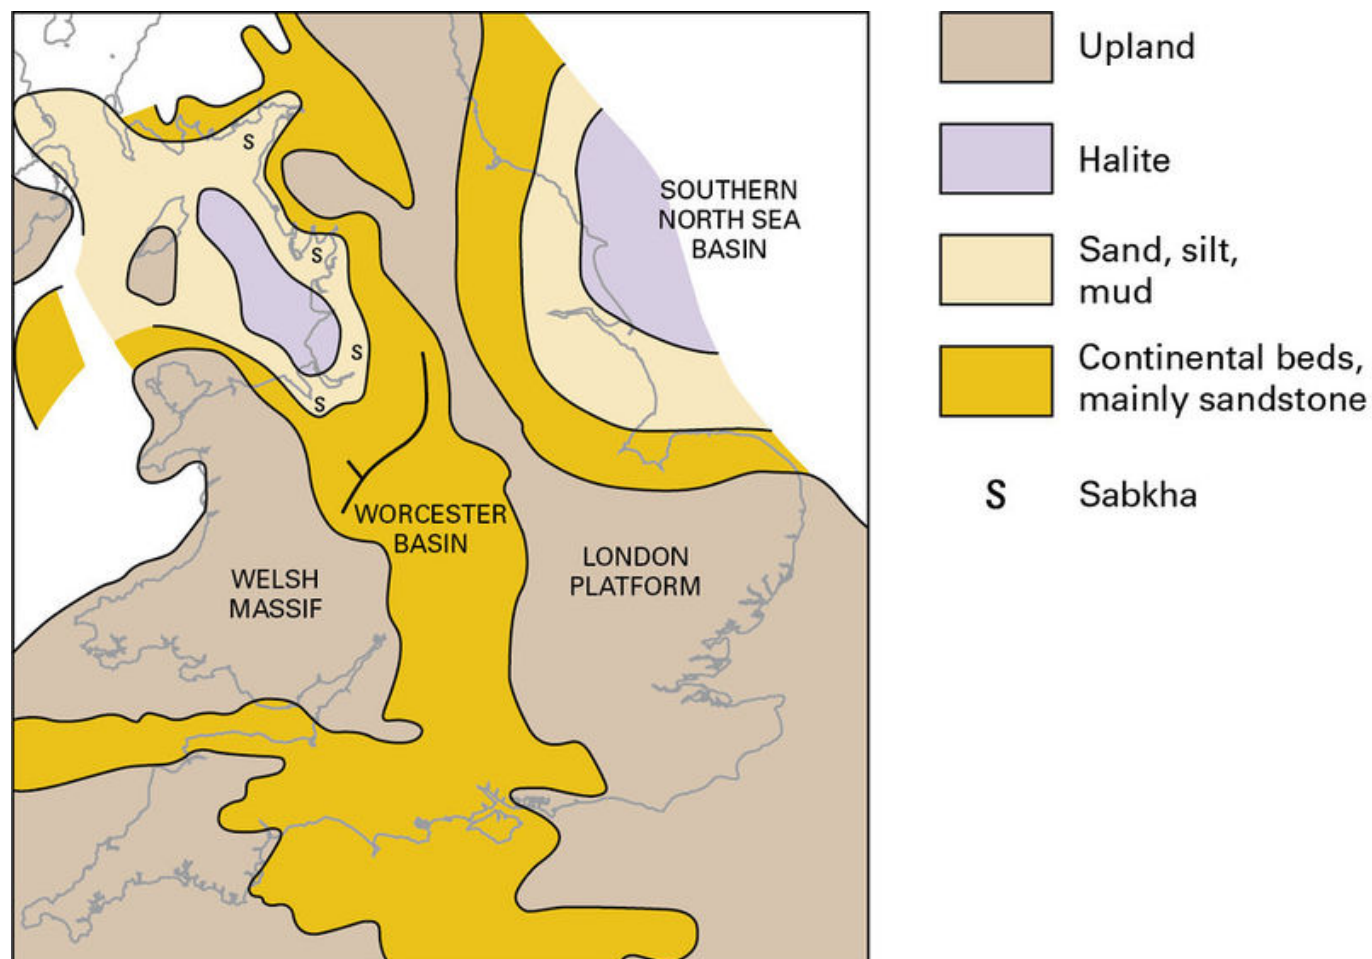 S
SOUTHERN
NORTH SEA
BASIN
S
S
S
WORCESTER
BASIN
WELSH
MASSIF
LONDON
PLATFORM
Upland
Halite
Sand, silt,
mud
Continental beds,
mainly sandstone
S Sabkha